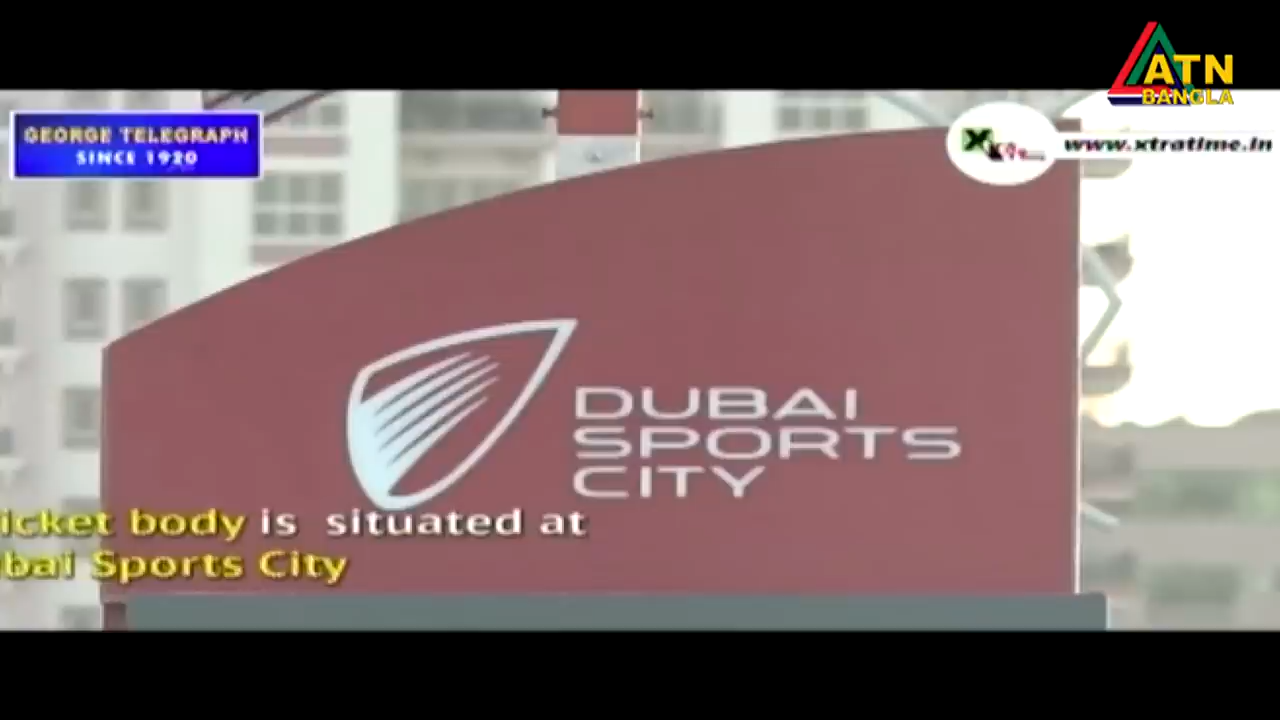 ATN
BANGLA
GEORGE TELEGRAPH
SINCE 1920
www.xtratime.in
DUBAI
SPORTS
CITY
icket body is situated at
bai Sports City